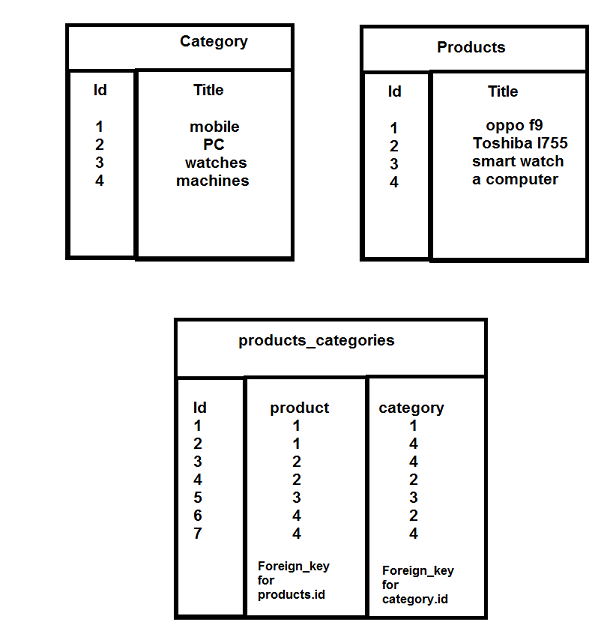 Category
Id Title
1 mobile
2 PC
3 watches
4 machines
Products
Id Title
1 oppo f9
2 Toshiba l755
3 smart watch
4 a computer
products_categories
Id product category
1 1 1
2 1 4
3 2 4
4 2 2
5 3 3
6 4 2
7 4 4
Foreign_key
for
products.id
Foreign_key
for
category.id